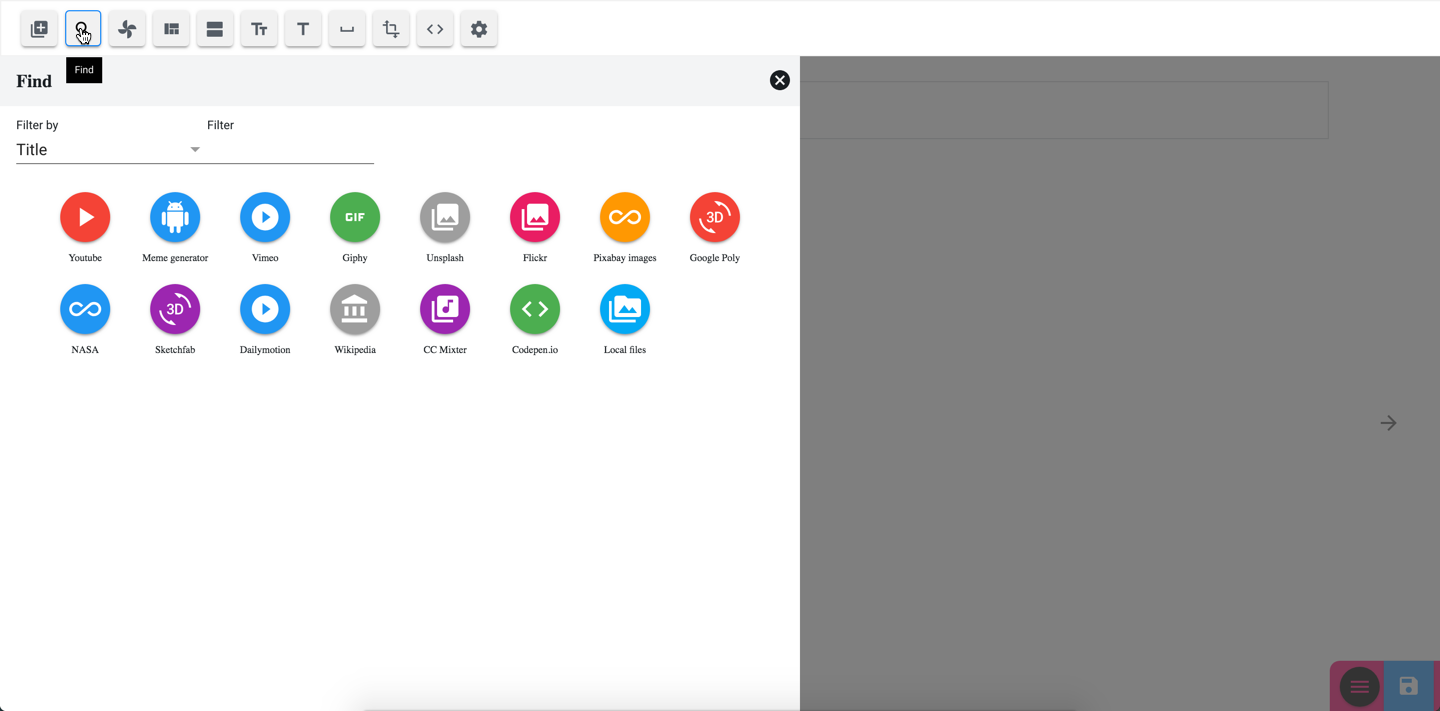 Find
Find
Filter by
Filter
Title
GIF
3D
Youtube
Meme generator
Vimeo
Giphy
Unsplash
Flickr
Pixabay images
Google Poly
3D
NASA
Sketchfab
Dailymotion
Wikipedia
CC Mixter
Codepen.io
Local files